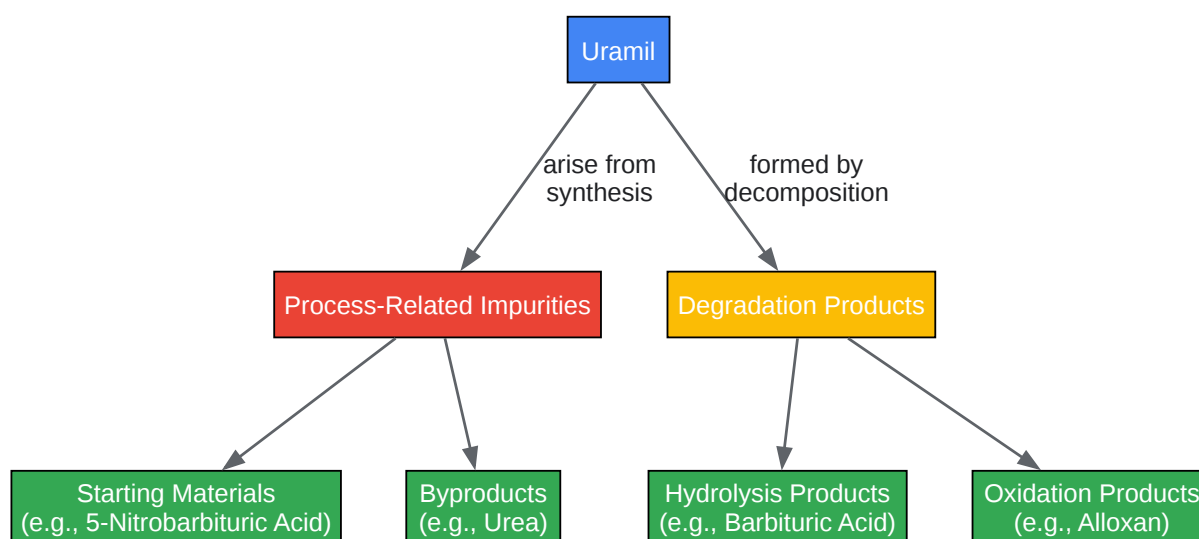 Uramil
arise from
synthesis
formed by
decomposition
Process-Related Impurities
Degradation Products
Starting Materials
(e.g., 5-Nitrobarbituric Acid)
Byproducts
(e.g., Urea)
Hydrolysis Products
(e.g., Barbituric Acid)
Oxidation Products
(e.g., Alloxan)